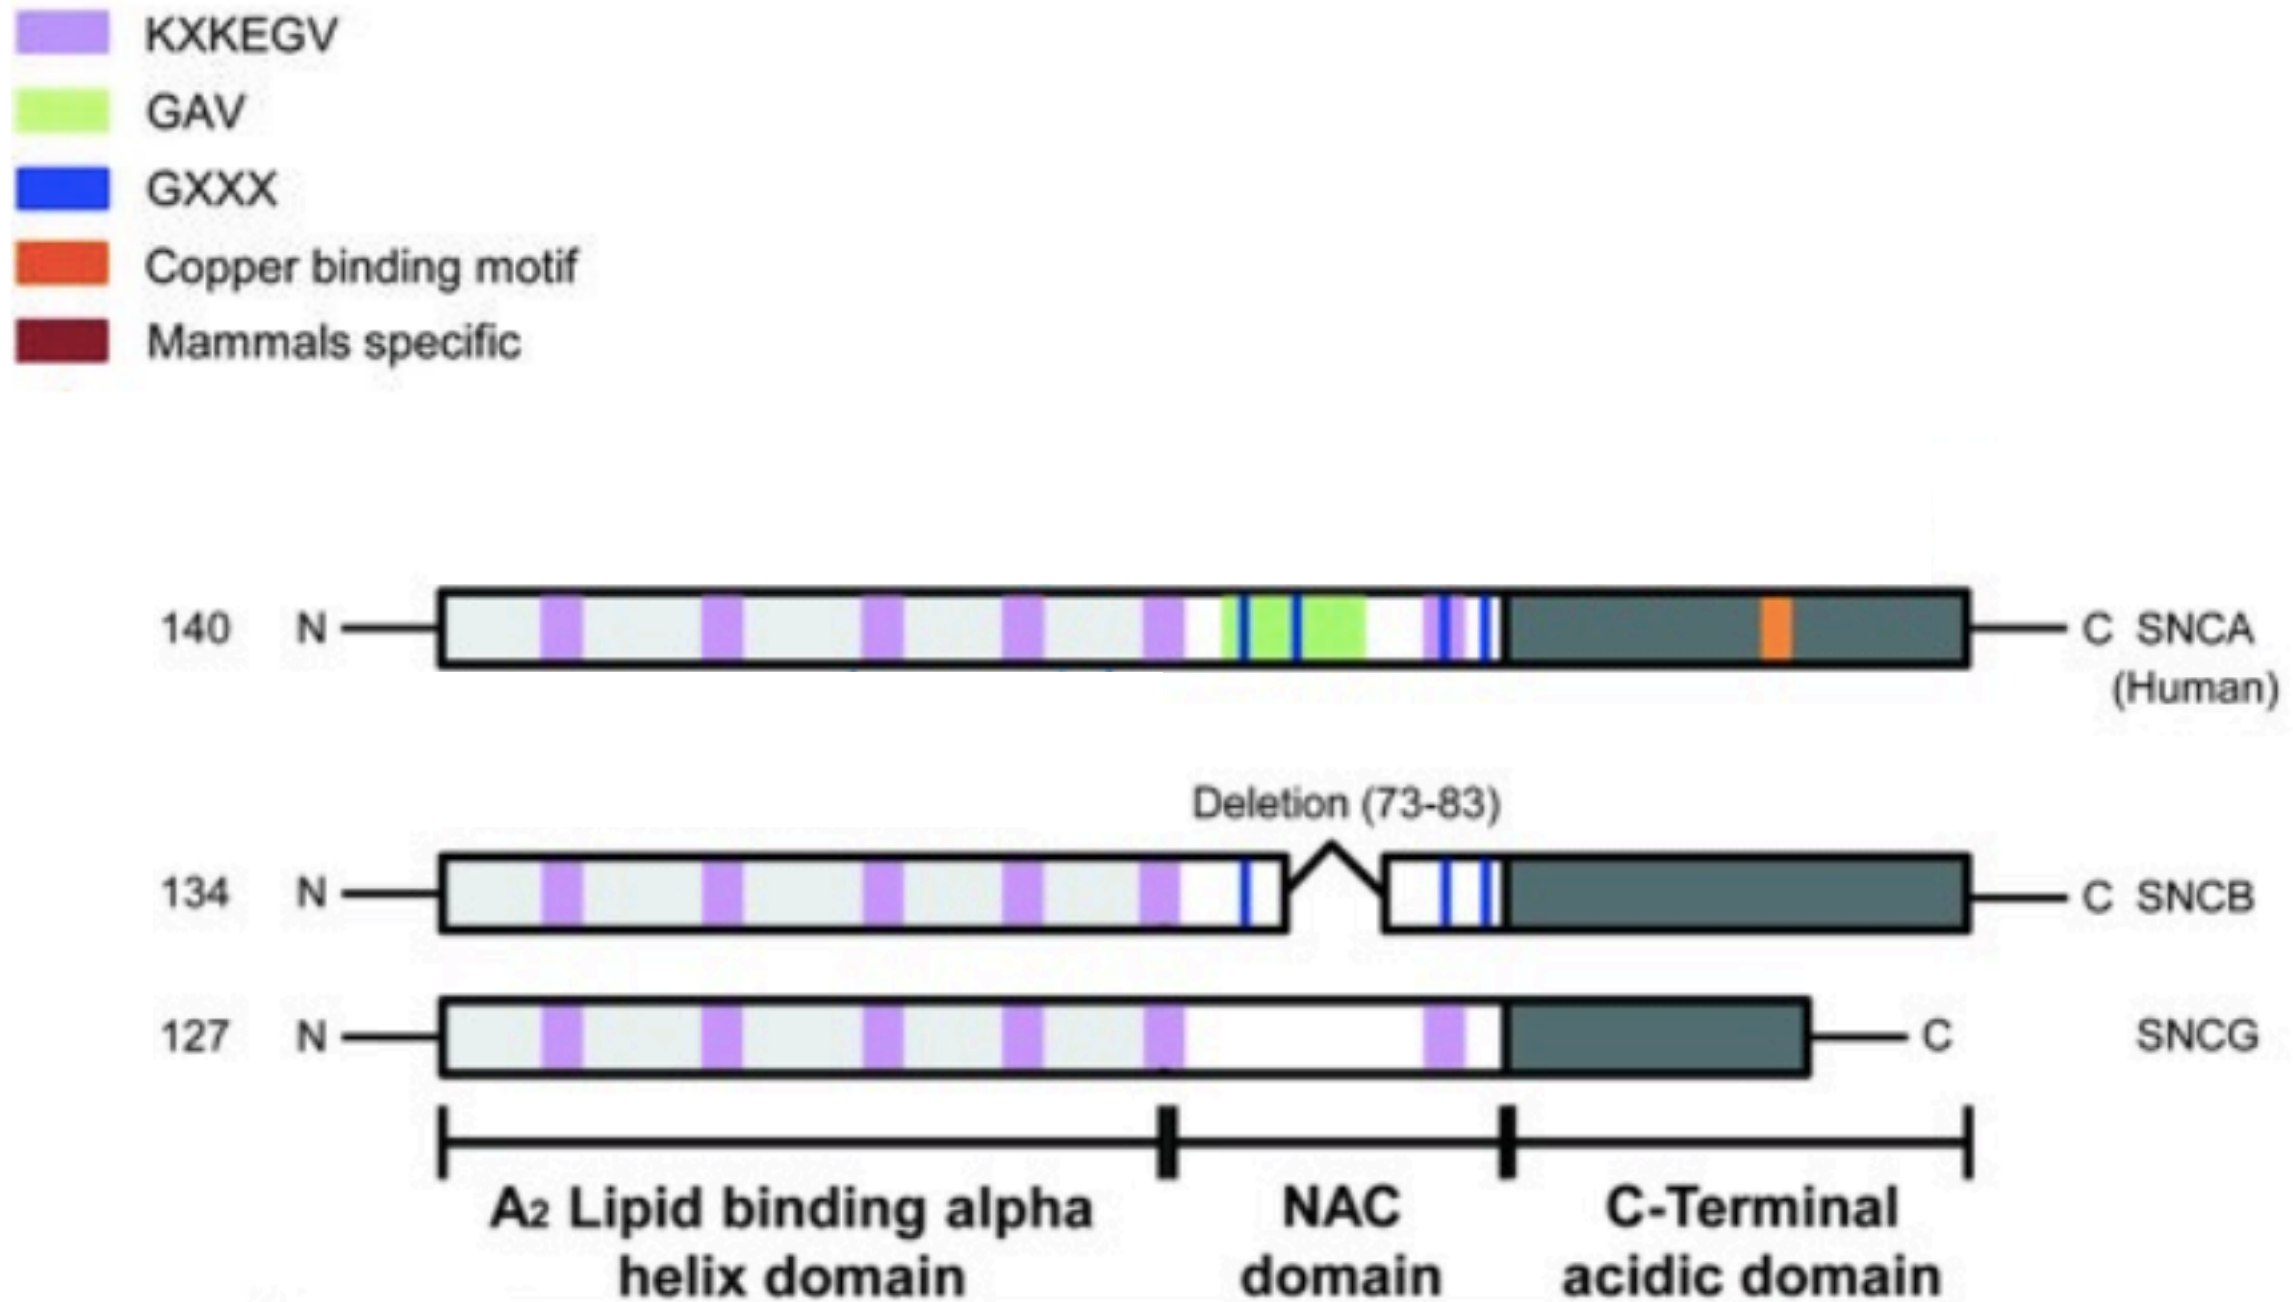 KXKEGV
GAV
GXXX
Copper binding motif
Mammals specific
140 N C SNCA
(Human)
Deletion (73-83)
134 N C SNCB
127 N C SNCG
A2 Lipid binding alpha
helix domain
NAC
domain
C-Terminal
acidic domain